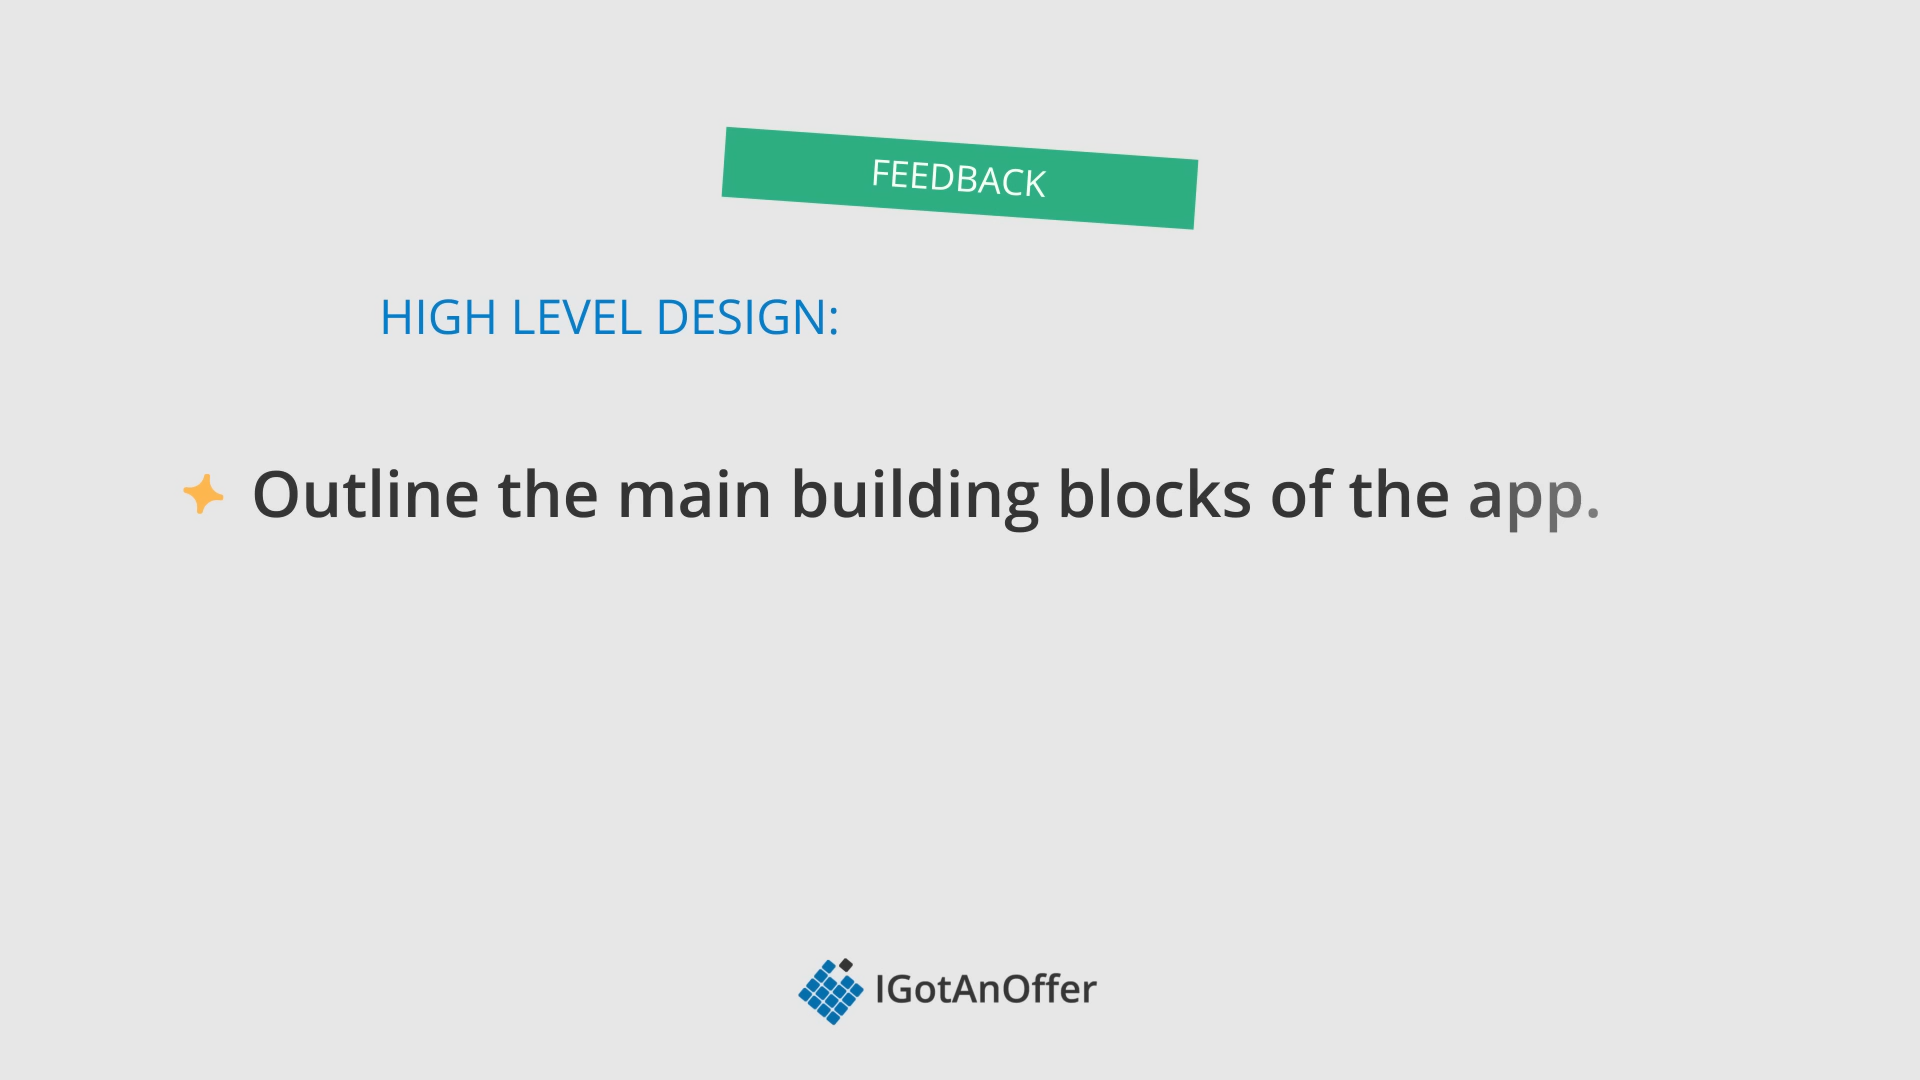 FEEDBACK
HIGH LEVEL DESIGN:
Outline the main building blocks of the app.
IGotAnOffer